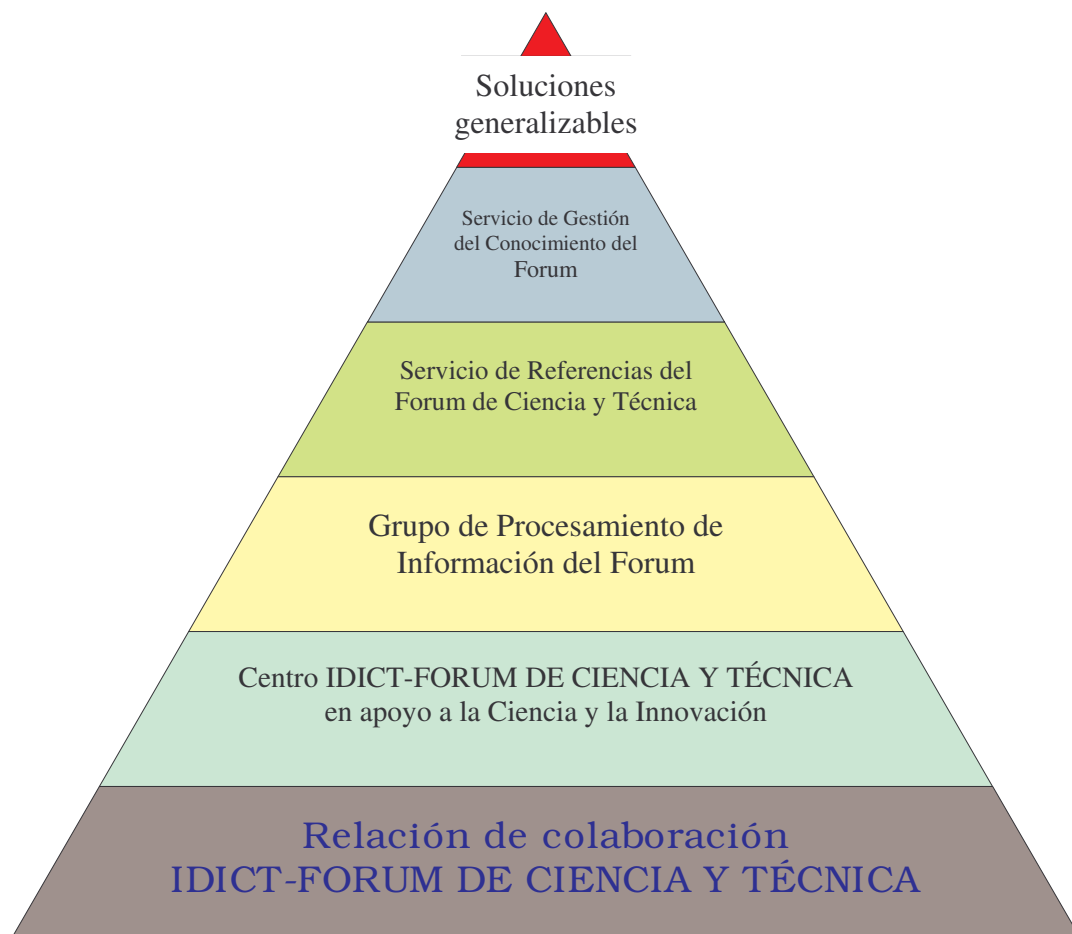 Soluciones
generalizables
Servicio de Gestión
del Conocimiento del
Forum
Servicio de Referencias del
Forum de Ciencia y Técnica
Grupo de Procesamiento de
Información del Forum
Centro IDICT-FORUM DE CIENCIA Y TÉCNICA
en apoyo a la Ciencia y la Innovación
Relación de colaboración
IDICT-FORUM DE CIENCIA Y TÉCNICA